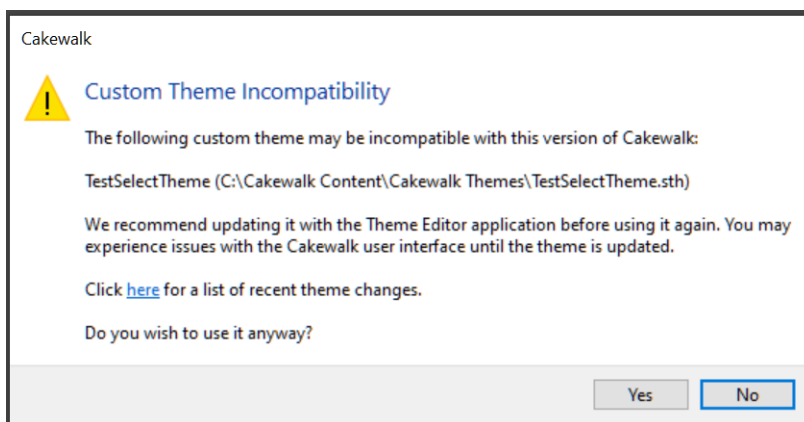 Cakewalk
Custom Theme Incompatibility
The following custom theme may be incompatible with this version of Cakewalk:
TestSelectTheme (C:\Cakewalk Content\Cakewalk Themes\TestSelectTheme.sth)
We recommend updating it with the Theme Editor application before using it again. You may
experience issues with the Cakewalk user interface until the theme is updated.
Click here for a list of recent theme changes.
Do you wish to use it anyway?
Yes No